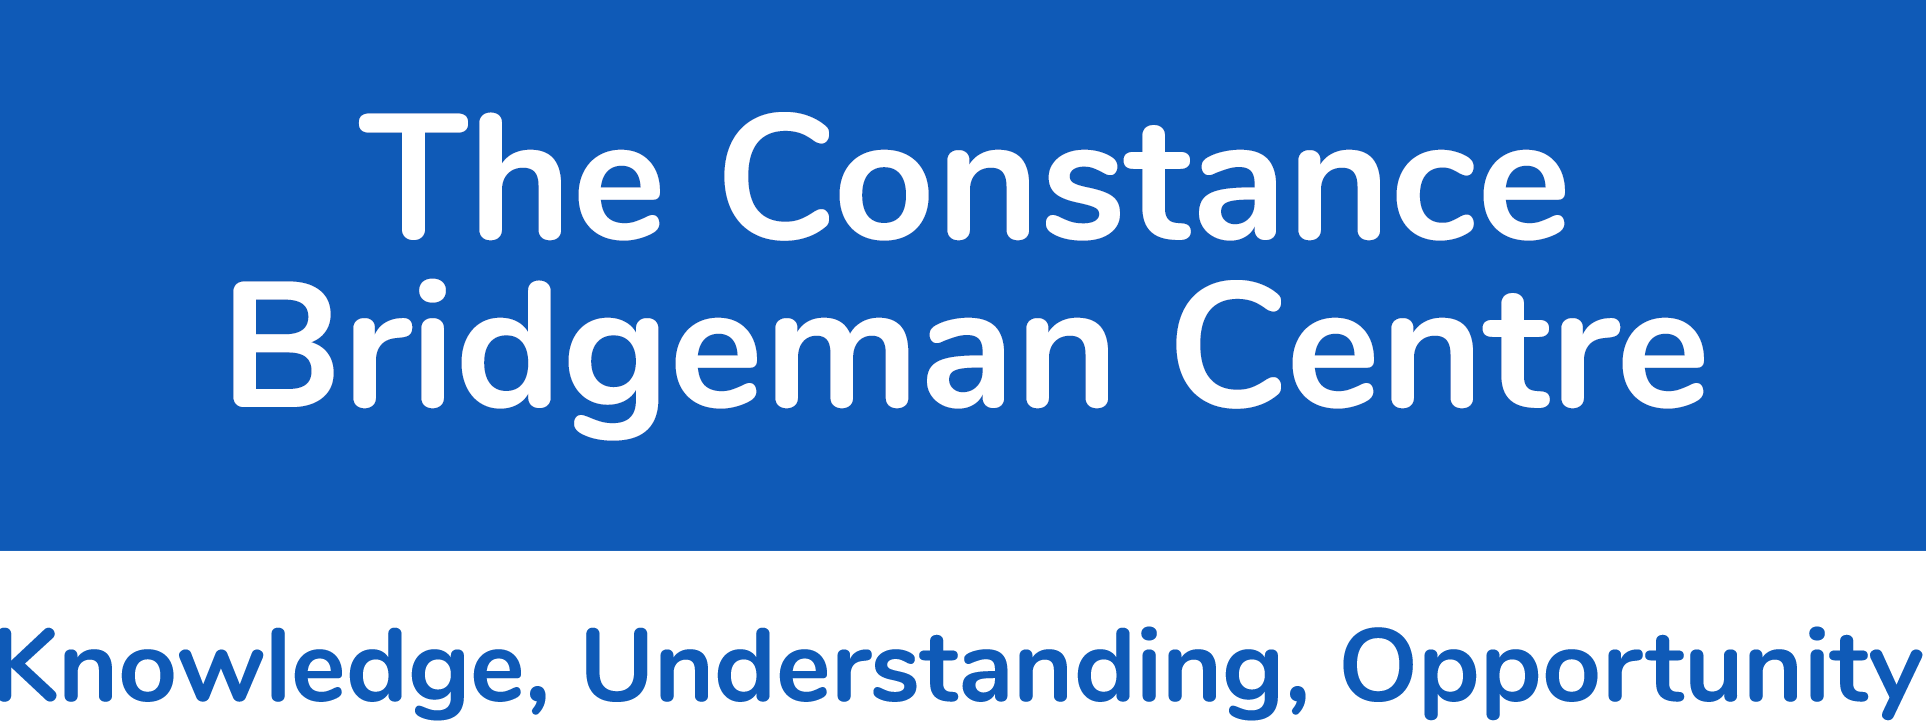 The Constance
Bridgeman Centre
Knowledge, Understanding, Opportunity